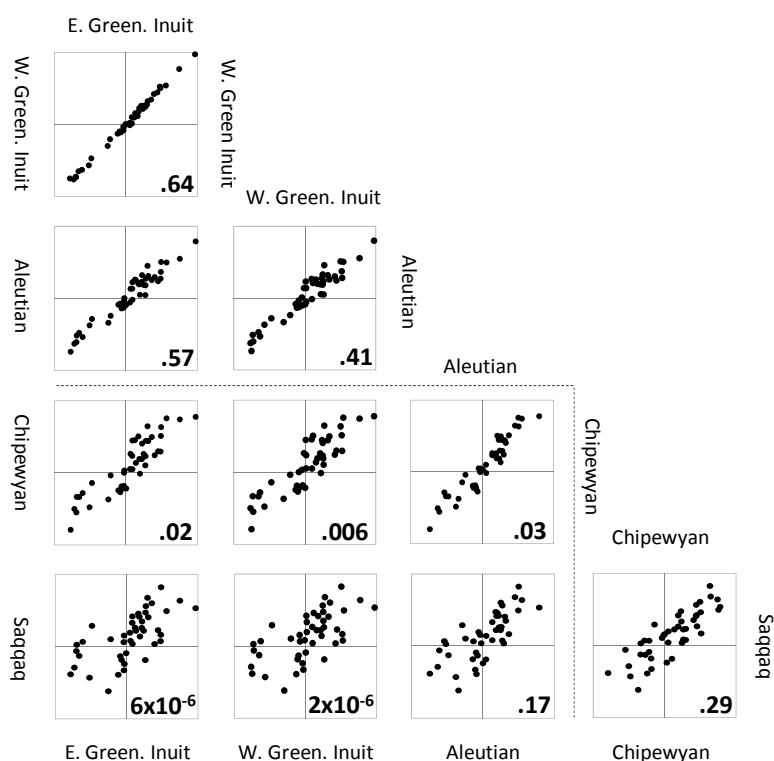 E. Green. Inuit
W. Green. Inuit
W. Green Inuit
.64
W. Green. Inuit
Aleutian
.57
.41
Aleutian
Aleutian
Chipewyan
.02
.006
.03
Chipewyan
Chipewyan
Saqqaq
6x10⁻⁶
2x10⁻⁶
.17
.29
Saqqaq
E. Green. Inuit
W. Green. Inuit
Aleutian
Chipewyan